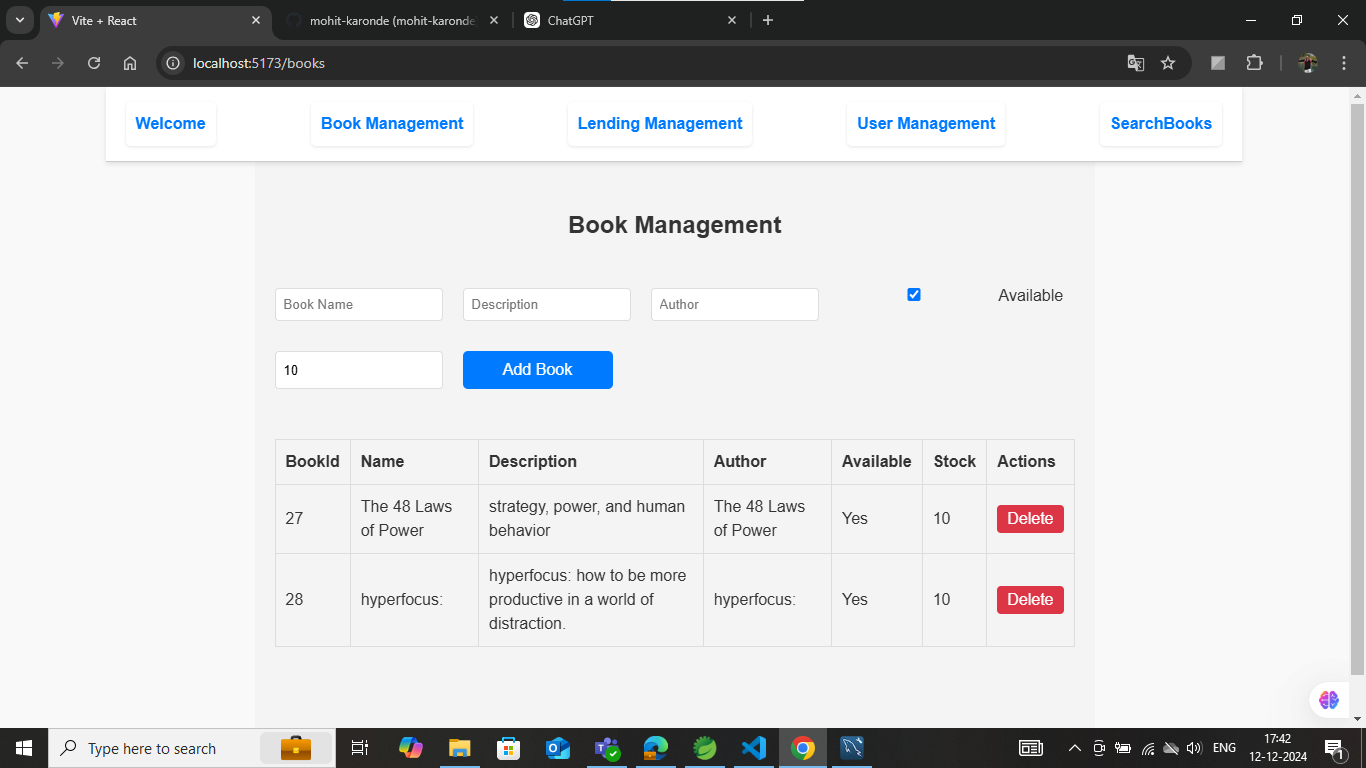 Vite + React
mohit-karonde (mohit-karonde
ChatGPT
localhost:5173/books
Welcome
Book Management
Lending Management
User Management
SearchBooks
Book Management
Book Name
Description
Author
Available
10
Add Book
BookId Name Description Author Available Stock Actions
27 The 48 Laws of Power strategy, power, and human behavior The 48 Laws of Power Yes 10 Delete
28 hyperfocus: hyperfocus: how to be more productive in a world of distraction. hyperfocus: Yes 10 Delete
Type here to search
ENG
17:42
12-12-2024
1